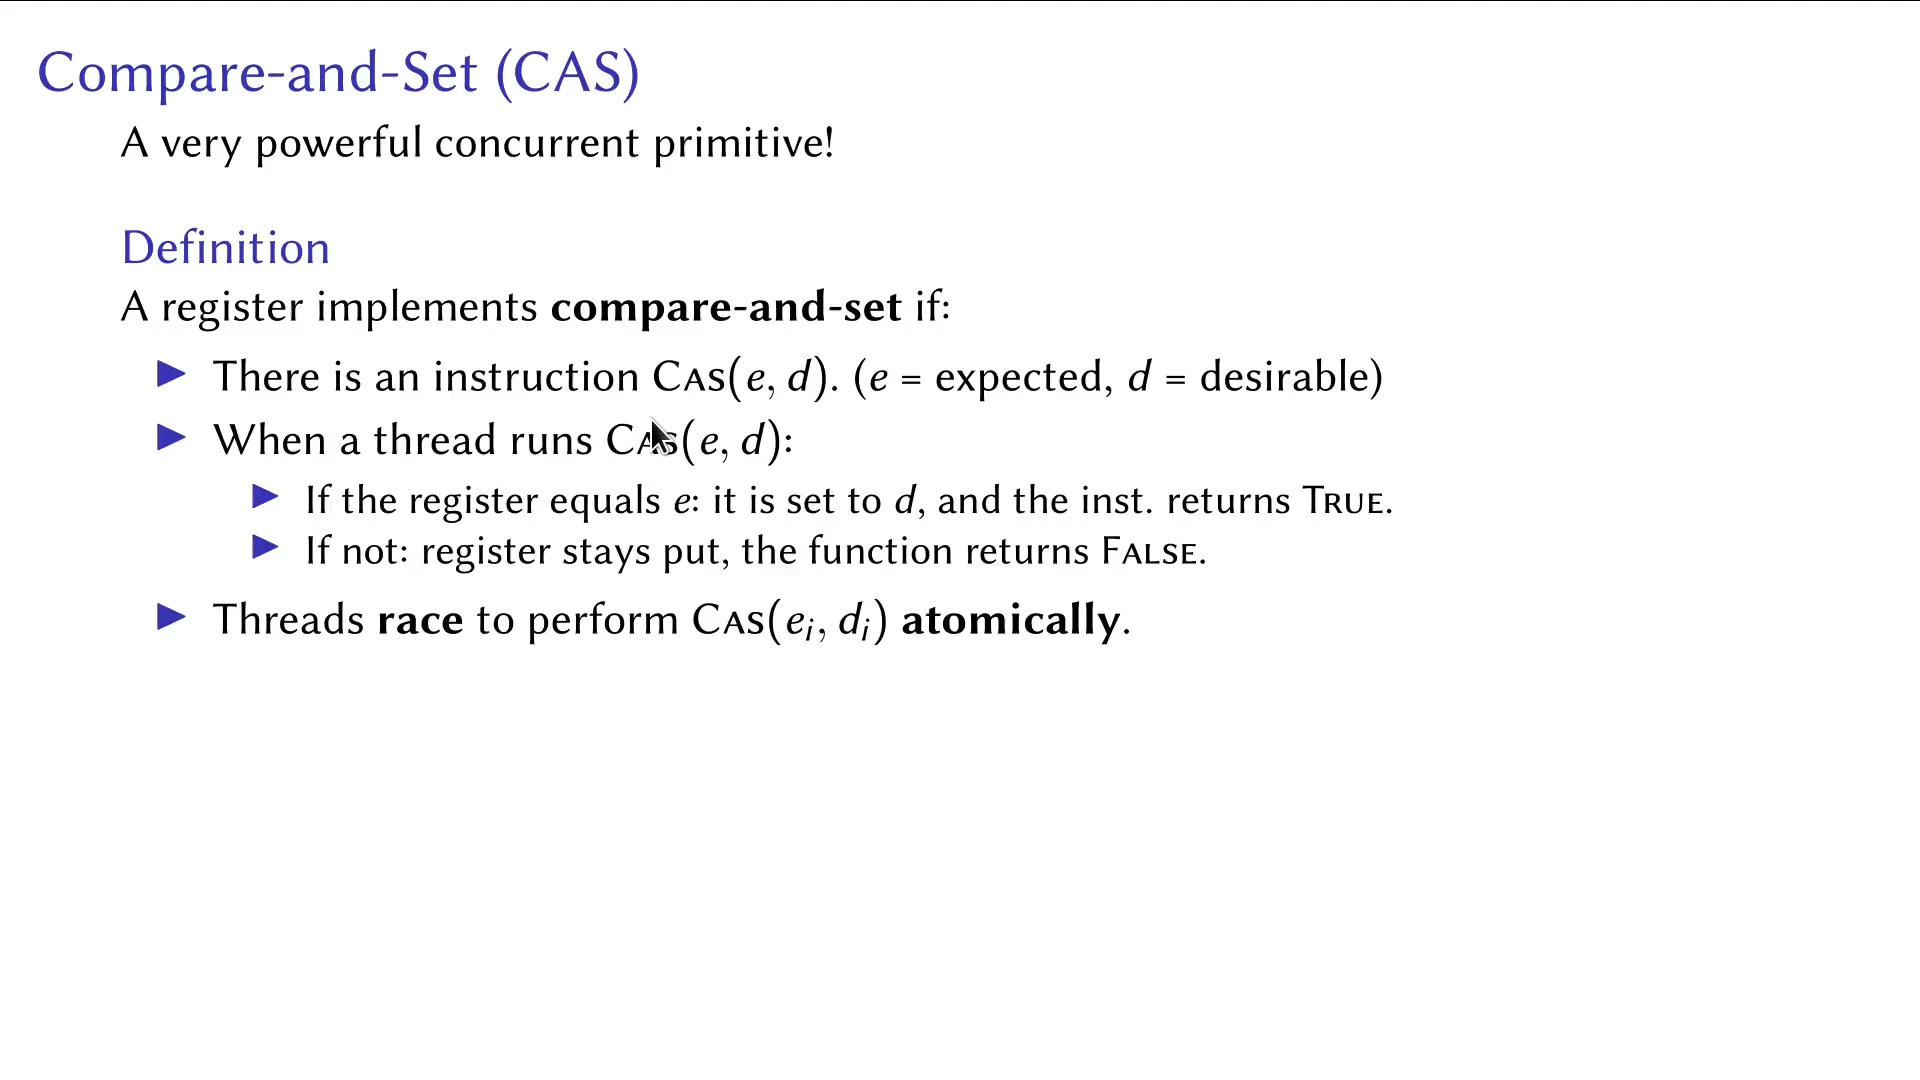 Compare-and-Set (CAS)
A very powerful concurrent primitive!
Definition
A register implements compare-and-set if:
▶ There is an instruction CAS(e, d). (e = expected, d = desirable)
▶ When a thread runs CAS(e, d):
▶ If the register equals e: it is set to d, and the inst. returns TRUE.
▶ If not: register stays put, the function returns FALSE.
▶ Threads race to perform CAS(eᵢ, dᵢ) atomically.